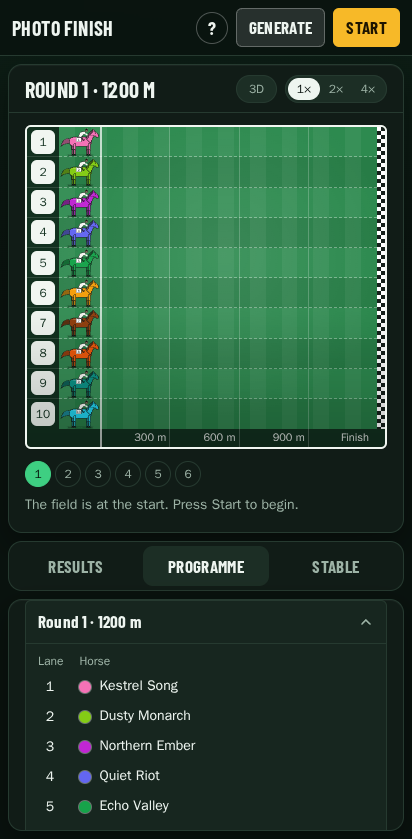 PHOTO FINISH
?
GENERATE
START
ROUND 1 · 1200 M
3D
1×
2×
4×
1
2
3
4
5
6
7
8
9
10
300 m
600 m
900 m
Finish
1 2 3 4 5 6
The field is at the start. Press Start to begin.
RESULTS
PROGRAMME
STABLE
Round 1 · 1200 m
Lane Horse
1 Kestrel Song
2 Dusty Monarch
3 Northern Ember
4 Quiet Riot
5 Echo Valley